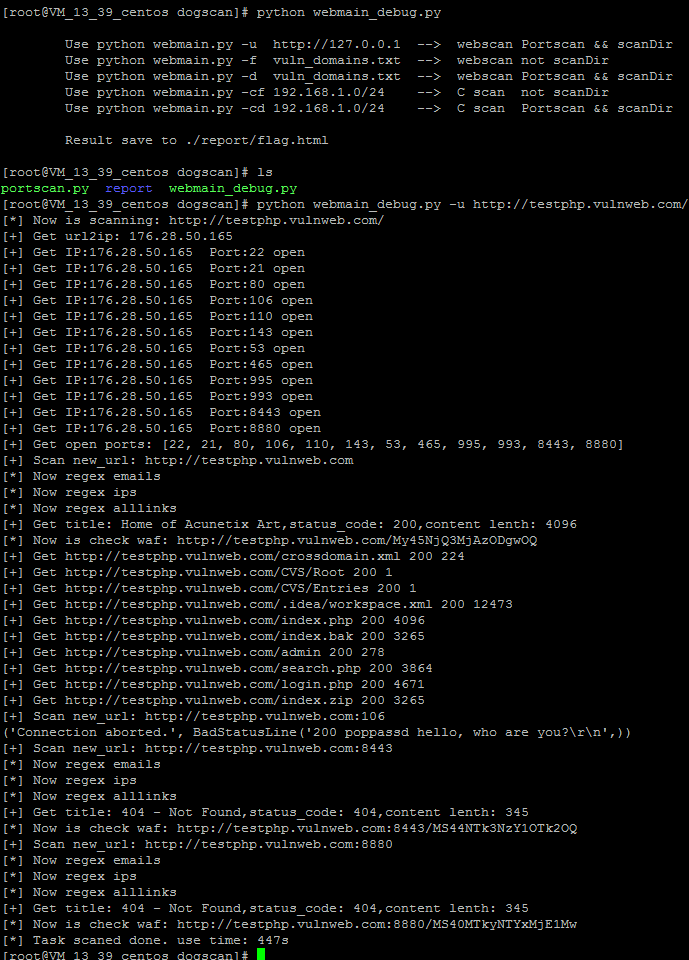 [root@VM_13_39_centos dogscan]# python webmain_debug.py
Use python webmain.py -u  http://127.0.0.1  -->  webscan Portscan && scanDir
Use python webmain.py -f  vuln_domains.txt  -->  webscan not scanDir
Use python webmain.py -d  vuln_domains.txt  -->  webscan Portscan && scanDir
Use python webmain.py -cf 192.168.1.0/24    -->  C scan  not scanDir
Use python webmain.py -cd 192.168.1.0/24    -->  C scan  Portscan && scanDir
Result save to ./report/flag.html
[root@VM_13_39_centos dogscan]# ls
portscan.py  report  webmain_debug.py
[root@VM_13_39_centos dogscan]# python webmain_debug.py -u http://testphp.vulnweb.com/
[*] Now is scanning: http://testphp.vulnweb.com/
[+] Get url2ip: 176.28.50.165
[+] Get IP:176.28.50.165  Port:22 open
[+] Get IP:176.28.50.165  Port:21 open
[+] Get IP:176.28.50.165  Port:80 open
[+] Get IP:176.28.50.165  Port:106 open
[+] Get IP:176.28.50.165  Port:110 open
[+] Get IP:176.28.50.165  Port:143 open
[+] Get IP:176.28.50.165  Port:53 open
[+] Get IP:176.28.50.165  Port:465 open
[+] Get IP:176.28.50.165  Port:995 open
[+] Get IP:176.28.50.165  Port:993 open
[+] Get IP:176.28.50.165  Port:8443 open
[+] Get IP:176.28.50.165  Port:8880 open
[+] Get open ports: [22, 21, 80, 106, 110, 143, 53, 465, 995, 993, 8443, 8880]
[+] Scan new_url: http://testphp.vulnweb.com
[*] Now regex emails
[*] Now regex ips
[*] Now regex alllinks
[+] Get title: Home of Acunetix Art,status_code: 200,content lenth: 4096
[*] Now is check waf: http://testphp.vulnweb.com/My45NjQ3MjAzODgwOQ
[+] Get http://testphp.vulnweb.com/crossdomain.xml 200 224
[+] Get http://testphp.vulnweb.com/CVS/Root 200 1
[+] Get http://testphp.vulnweb.com/CVS/Entries 200 1
[+] Get http://testphp.vulnweb.com/.idea/workspace.xml 200 12473
[+] Get http://testphp.vulnweb.com/index.php 200 4096
[+] Get http://testphp.vulnweb.com/index.bak 200 3265
[+] Get http://testphp.vulnweb.com/admin 200 278
[+] Get http://testphp.vulnweb.com/search.php 200 3864
[+] Get http://testphp.vulnweb.com/login.php 200 4671
[+] Get http://testphp.vulnweb.com/index.zip 200 3265
[+] Scan new_url: http://testphp.vulnweb.com:106
('Connection aborted.', BadStatusLine('200 poppassd hello, who are you?\r\n',))
[+] Scan new_url: http://testphp.vulnweb.com:8443
[*] Now regex emails
[*] Now regex ips
[*] Now regex alllinks
[+] Get title: 404 - Not Found,status_code: 404,content lenth: 345
[*] Now is check waf: http://testphp.vulnweb.com:8443/MS44NTk3NzY1OTk2OQ
[+] Scan new_url: http://testphp.vulnweb.com:8880
[*] Now regex emails
[*] Now regex ips
[*] Now regex alllinks
[+] Get title: 404 - Not Found,status_code: 404,content lenth: 345
[*] Now is check waf: http://testphp.vulnweb.com:8880/MS40MTkyNTYxMjE1Mw
[*] Task scaned done. use time: 447s
[root@VM_13_39_centos dogscan]#